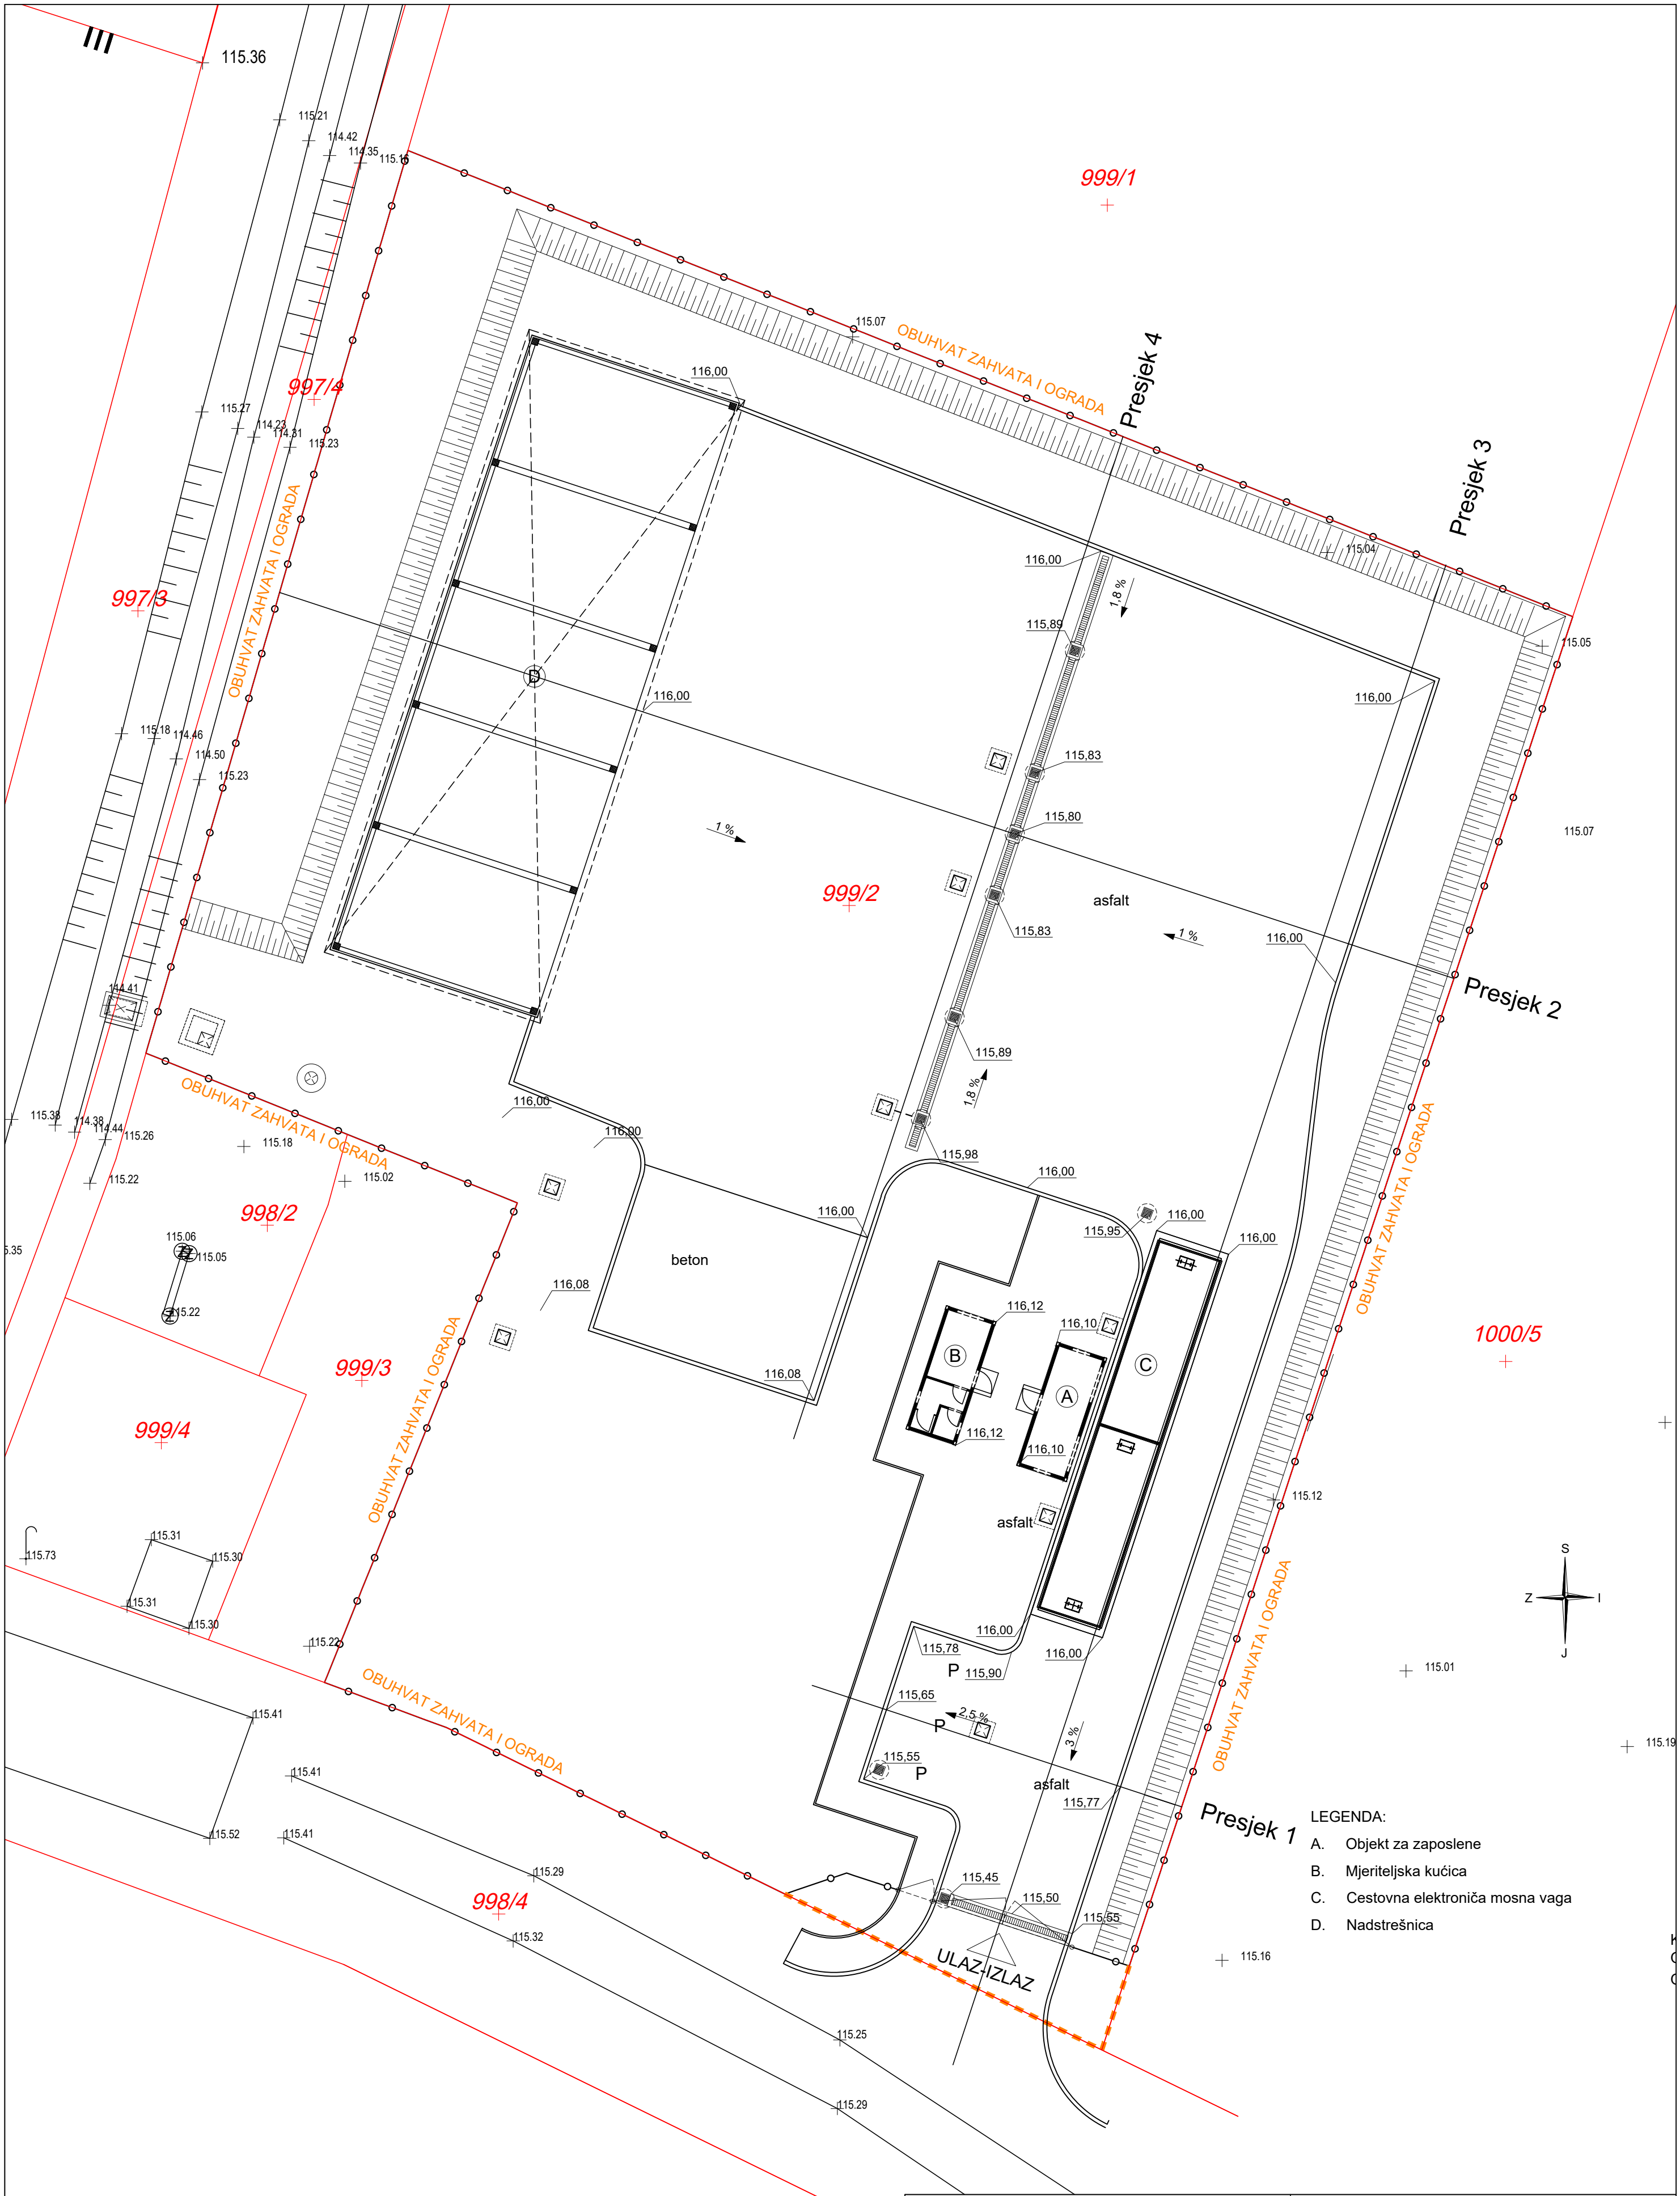 III
115.36
115.21
114.42
114.35
115.16
999/1
115.07
OBUHVAT ZAHVATA I OGRADA
Presjek 4
Presjek 3
997/4
116,00
115.27
114.23
114.31
115.23
OBUHVAT ZAHVATA I OGRADA
116,00
1,8 %
115.04
997/3
115,89
115.05
D
116,00
116,00
115.18
114.46
114.50
115.23
115,83
115,80
1 %
115.07
999/2
asfalt
115,83
1 %
116,00
114.41
Presjek 2
115,89
1,8 %
OBUHVAT ZAHVATA I OGRADA
116,00
116,00
115.38
114.38
114.44
115.26
115.18
115.02
115.22
115,98
116,00
OBUHVAT ZAHVATA I OGRADA
998/2
116,00
115,95
116,00
116,00
115.06
115.05
5.35
beton
116,08
115.22
Z
116,12
116,10
B
A
C
1000/5
OBUHVAT ZAHVATA I OGRADA
999/3
116,08
999/4
116,12
116,10
115.12
asfalt
115.73
115.31
115.30
115.31
115.30
S
Z
I
J
OBUHVAT ZAHVATA I OGRADA
115.22
116,00
115,78
P
115,90
116,00
115.01
OBUHVAT ZAHVATA I OGRADA
115,65
2,5 %
P
3 %
115.41
115.19
115,55
P
asfalt
115,77
115.41
Presjek 1
LEGENDA:
115.52
115.41
A. Objekt za zaposlene
B. Mjeriteljska kućica
115.29
115,45
115,50
C. Cestovna elektroniča mosna vaga
998/4
115,55
D. Nadstrešnica
115.32
ULAZ-IZLAZ
115.16
115.25
115.29